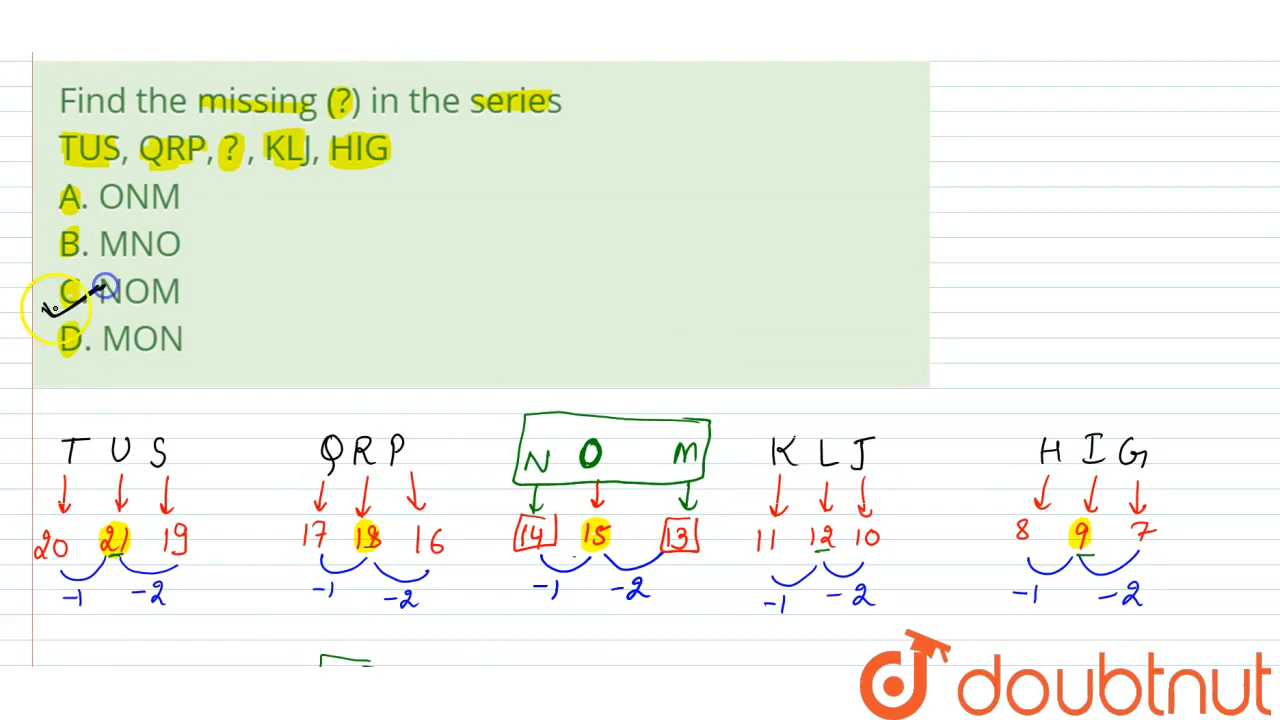 Find the missing (?) in the series
TUS, QRP, ? , KLJ, HIG
A. ONM
B. MNO
C. NOM
D. MON
T U S Q R P N O M K L J H I G
20 21 19 17 18 16 14 15 13 11 12 10 8 9 7
-1 -2 -1 -2 -1 -2 -1 -2 -1 -2
doubtnut